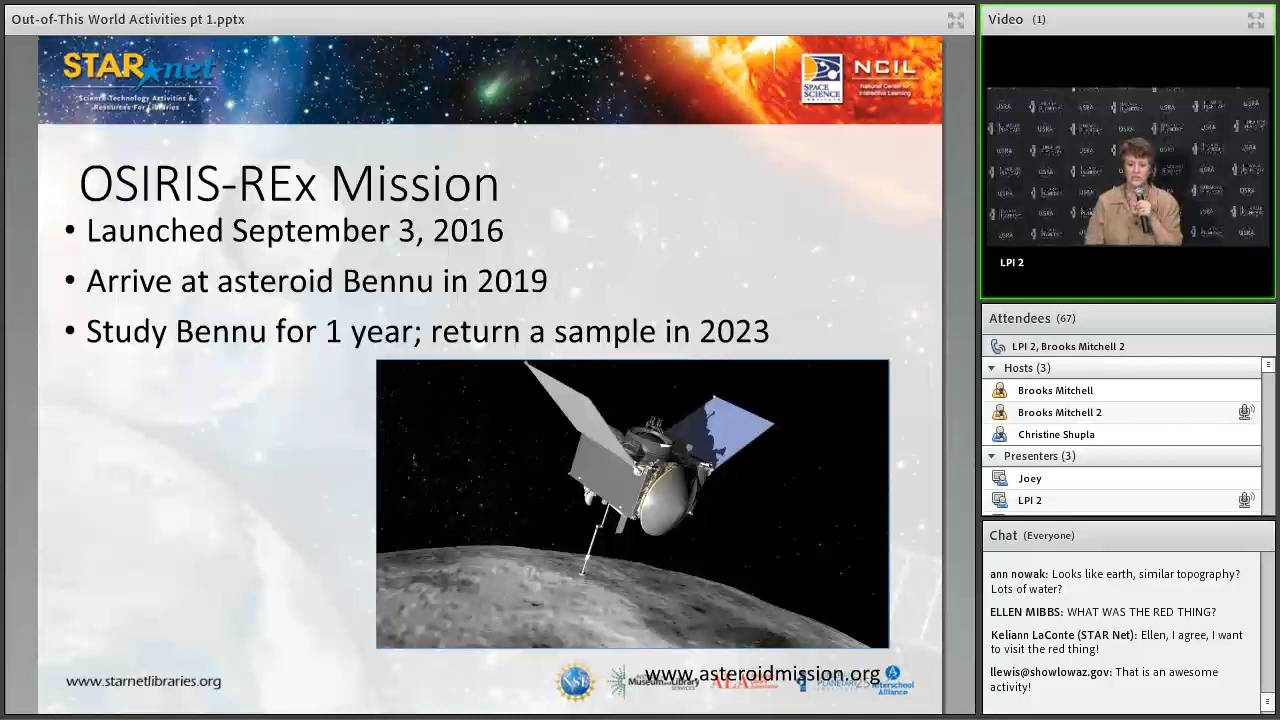 Out-of-This World Activities pt 1.pptx
STAR net
Science-Technology Activities &
Resources For Libraries
SPACE
SCIENCE
INSTITUTE
NCIL
National Center for
Interactive Learning
OSIRIS-REx Mission
• Launched September 3, 2016
• Arrive at asteroid Bennu in 2019
• Study Bennu for 1 year; return a sample in 2023
www.starnetlibraries.org
NSF
www.asteroidmission.org
Afterschool
Alliance
Video (1)
USRA
LPI 2
Attendees (67)
LPI 2, Brooks Mitchell 2
Hosts (3)
Brooks Mitchell
Brooks Mitchell 2
Christine Shupla
Presenters (3)
Joey
LPI 2
Chat (Everyone)
ann nowak: Looks like earth, similar topography?
Lots of water?
ELLEN MIBBS: WHAT WAS THE RED THING?
Keliann LaConte (STAR Net): Ellen, I agree, I want
to visit the red thing!
llewis@showlowaz.gov: That is an awesome
activity!